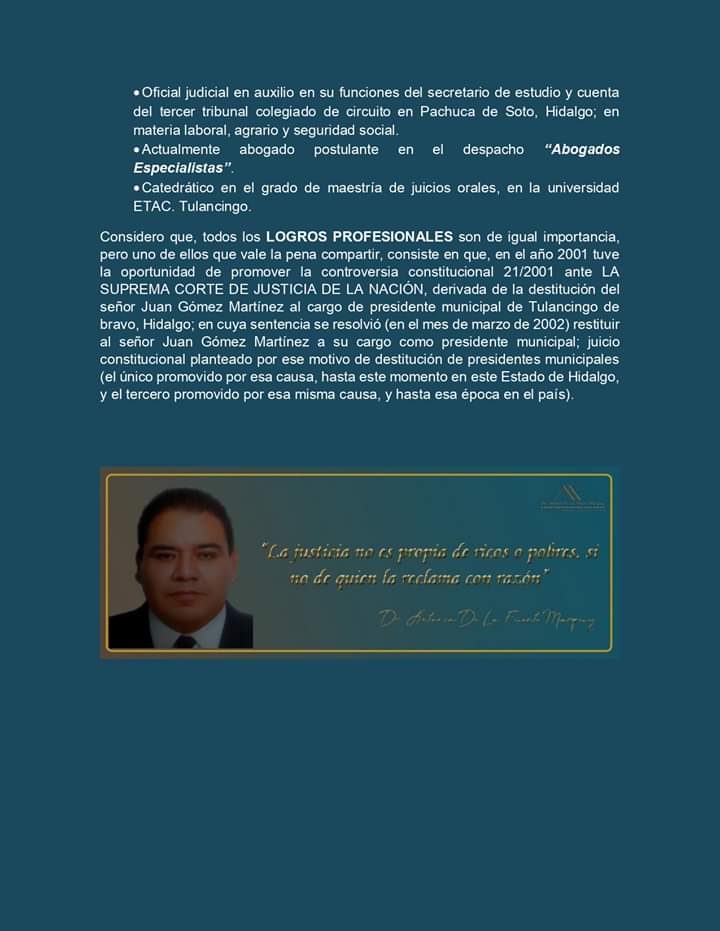 •Oficial judicial en auxilio en su funciones del secretario de estudio y cuenta
del tercer tribunal colegiado de circuito en Pachuca de Soto, Hidalgo; en
materia laboral, agrario y seguridad social.
•Actualmente abogado postulante en el despacho “Abogados
Especialistas”.
•Catedrático en el grado de maestría de juicios orales, en la universidad
ETAC. Tulancingo.
Considero que, todos los LOGROS PROFESIONALES son de igual importancia,
pero uno de ellos que vale la pena compartir, consiste en que, en el año 2001 tuve
la oportunidad de promover la controversia constitucional 21/2001 ante LA
SUPREMA CORTE DE JUSTICIA DE LA NACIÓN, derivada de la destitución del
señor Juan Gómez Martínez al cargo de presidente municipal de Tulancingo de
bravo, Hidalgo; en cuya sentencia se resolvió (en el mes de marzo de 2002) restituir
al señor Juan Gómez Martínez a su cargo como presidente municipal; juicio
constitucional planteado por ese motivo de destitución de presidentes municipales
(el único promovido por esa causa, hasta este momento en este Estado de Hidalgo,
y el tercero promovido por esa misma causa, y hasta esa época en el país).
“La justicia no es propia de ricos o pobres, si
no de quien la reclama con razón”
De La Fuente